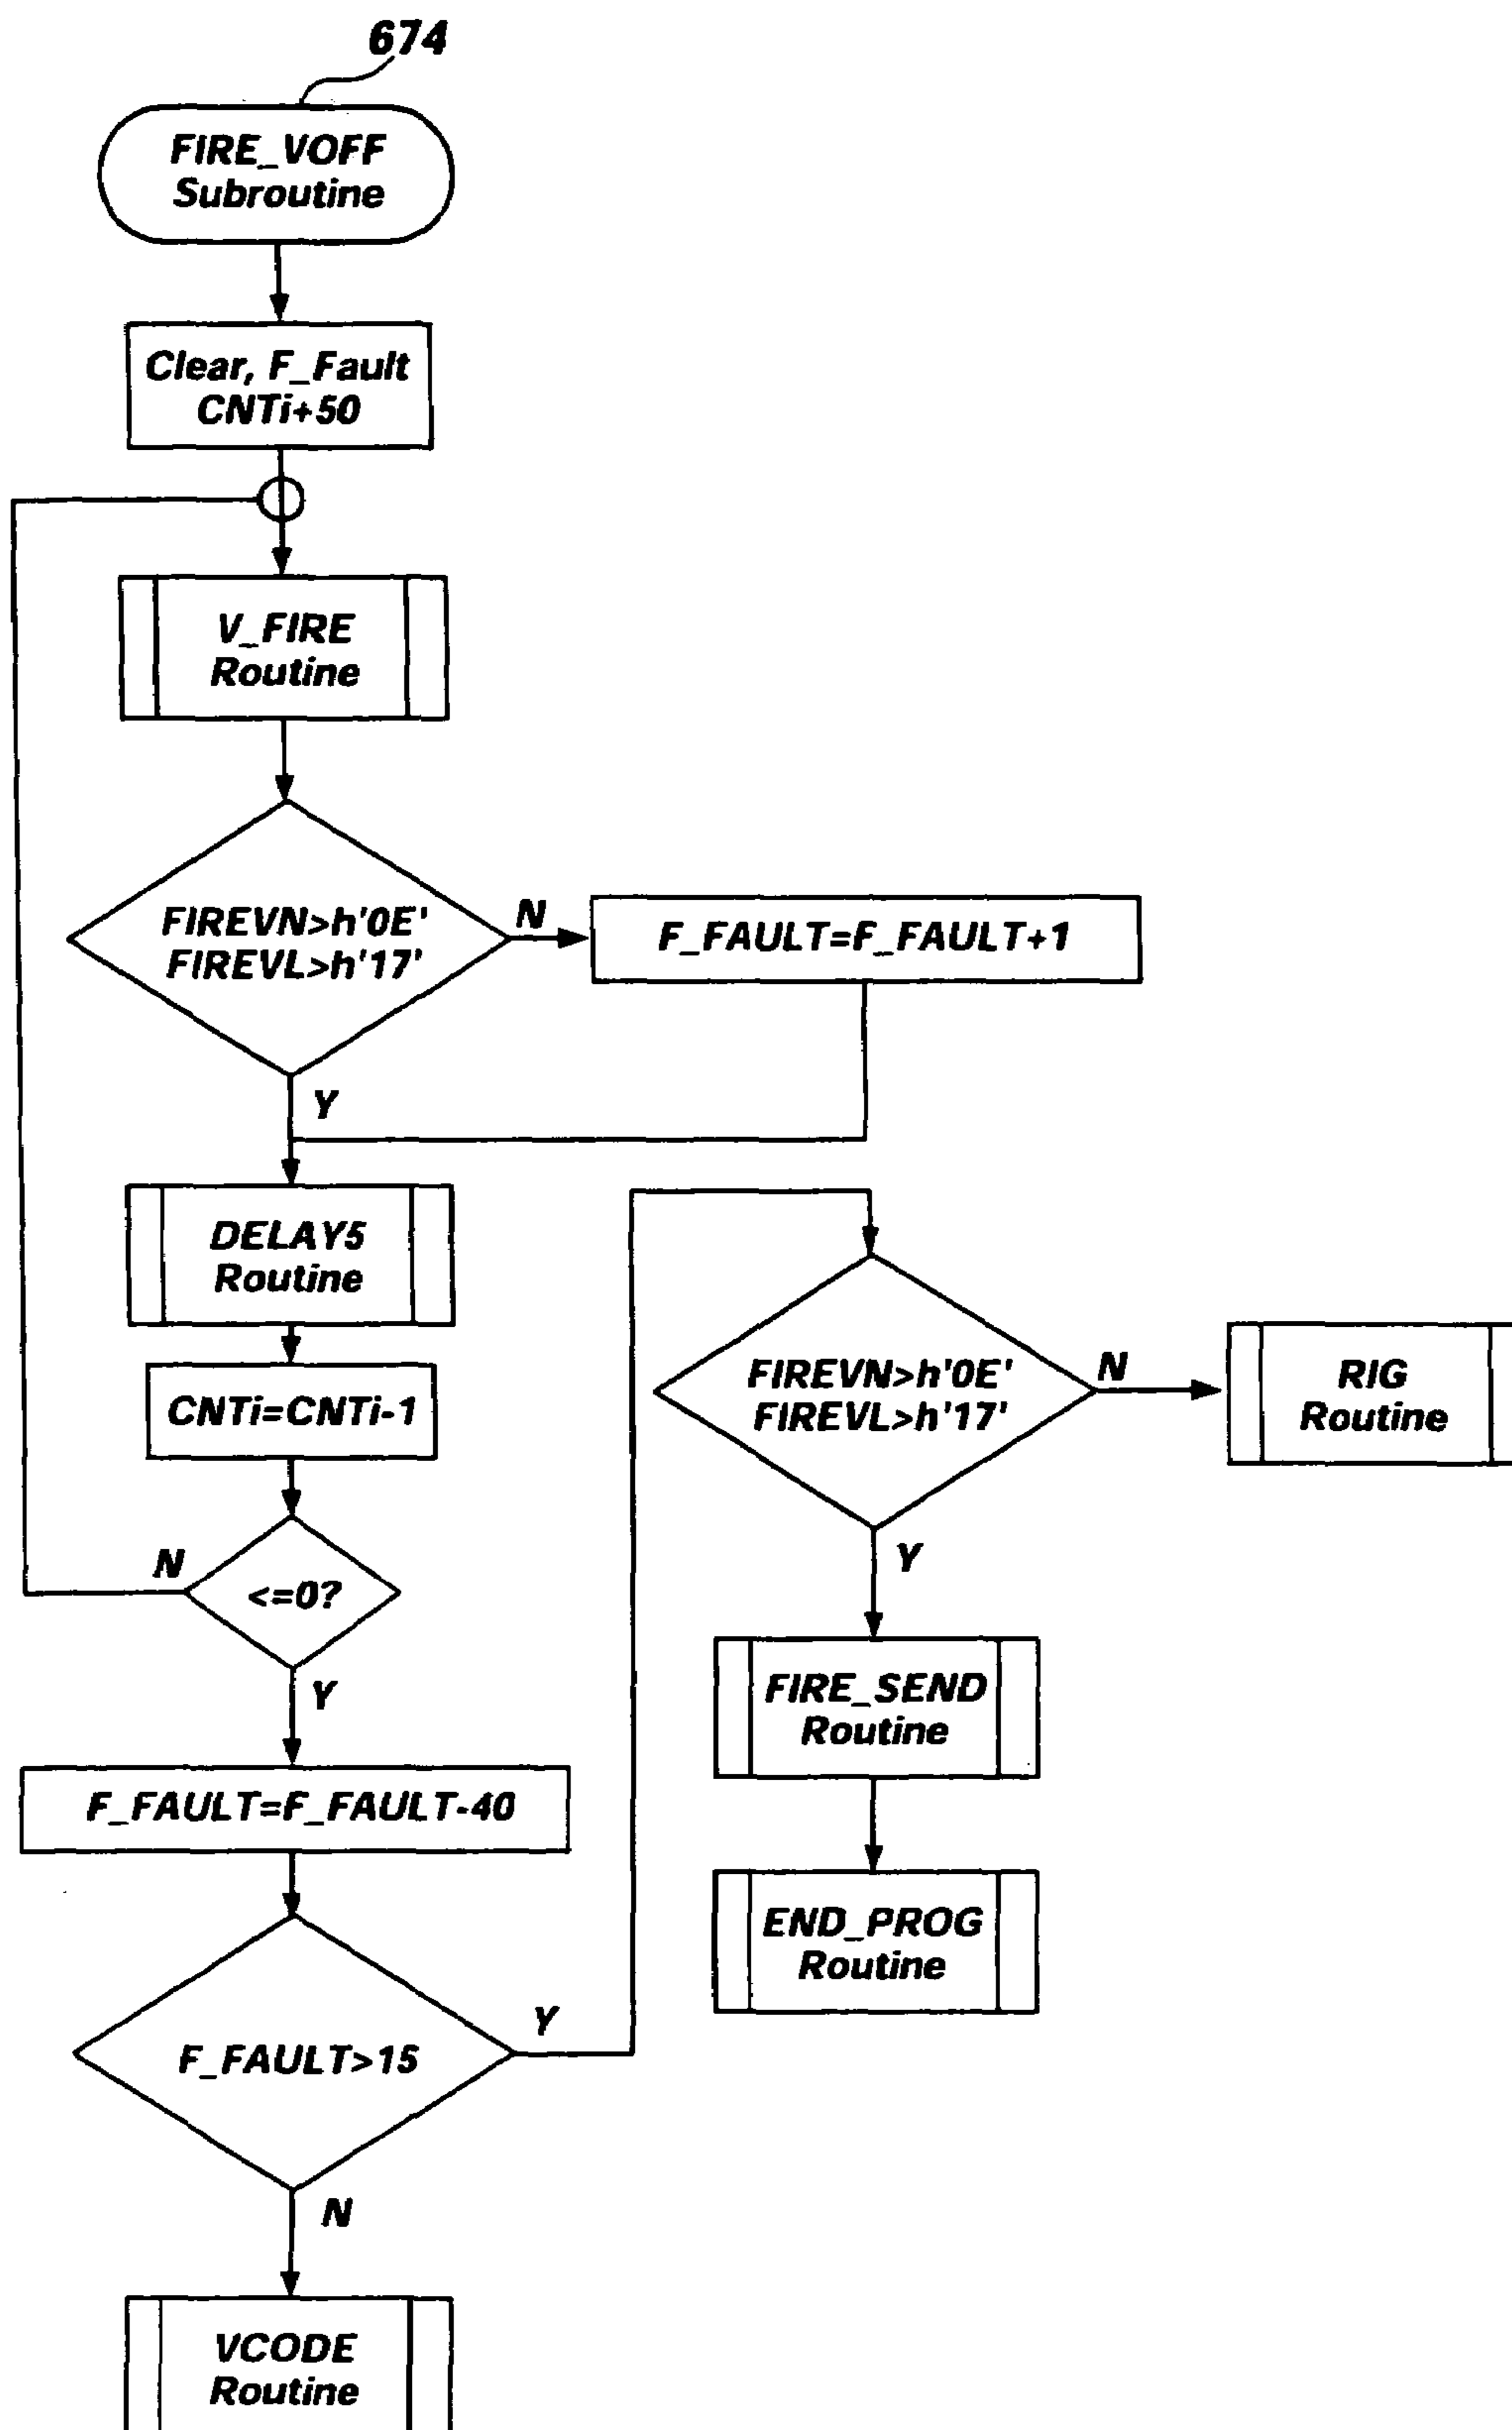 674
FIRE_VOFF
Subroutine
Clear, F_Fault
CNTi+50
V_FIRE
Routine
FIREVN>h'0E'
FIREVL>h'17'
N
F_FAULT=F_FAULT+1
Y
DELAY5
Routine
CNTi=CNTi-1
<=0?
N
Y
F_FAULT=F_FAULT-40
F_FAULT>15
Y
N
VCODE
Routine
FIREVN>h'0E'
FIREVL>h'17'
N
RIG
Routine
Y
FIRE_SEND
Routine
END_PROG
Routine